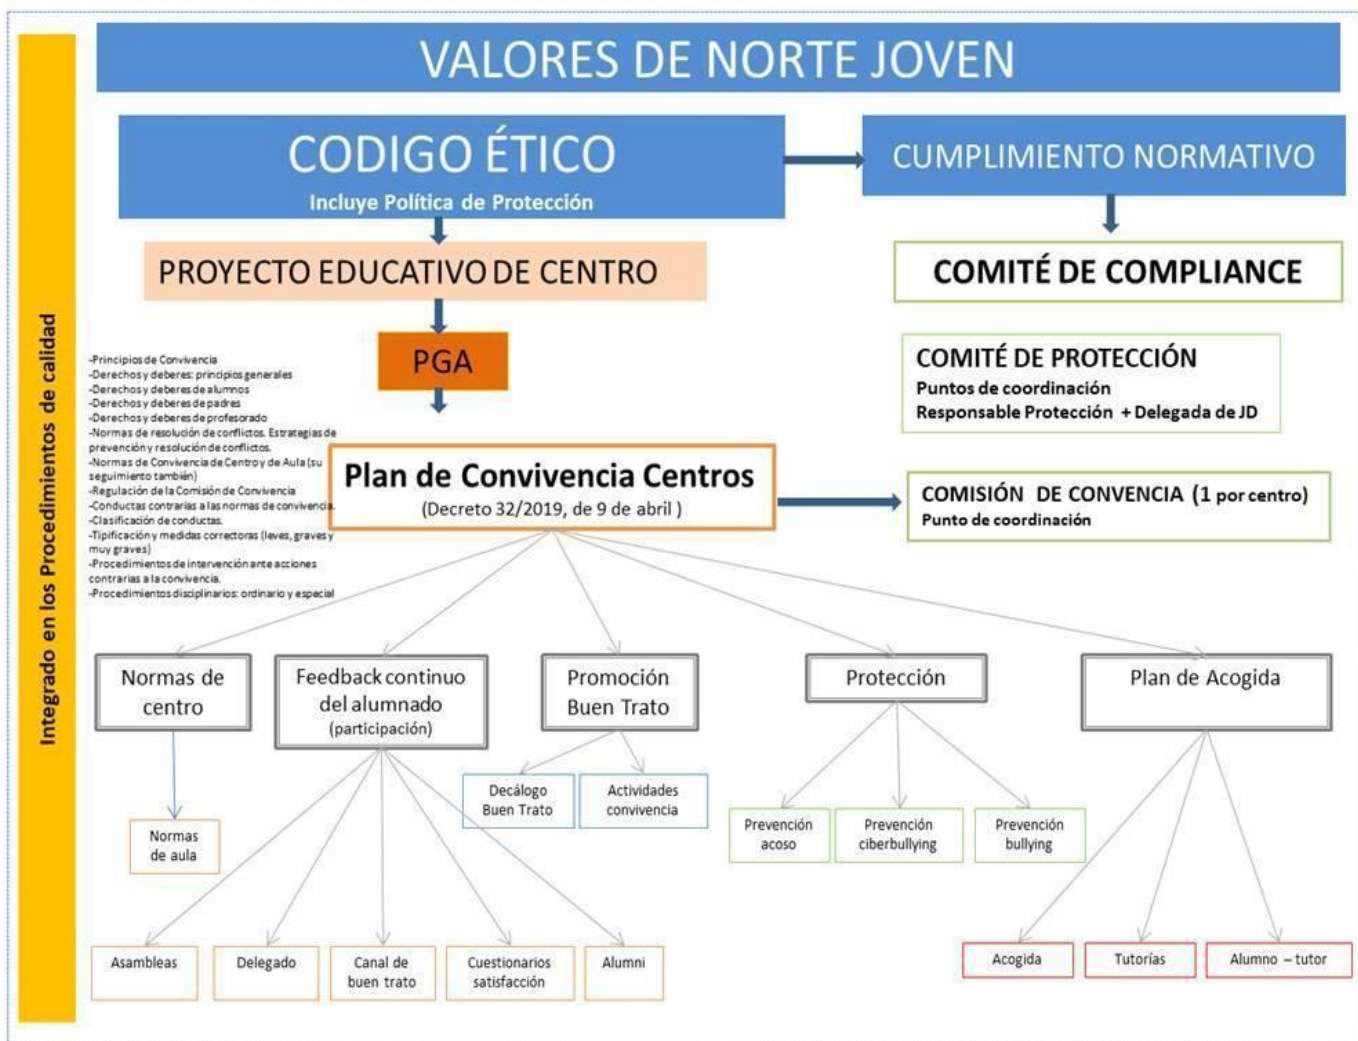 VALORES DE NORTE JOVEN
CODIGO ÉTICO
Incluye Política de Protección
CUMPLIMIENTO NORMATIVO
PROYECTO EDUCATIVO DE CENTRO
COMITÉ DE COMPLIANCE
PGA
COMITÉ DE PROTECCIÓN
Puntos de coordinación
Responsable Protección + Delegada de JD
Integrado en los Procedimientos de calidad
-Principios de Convivencia
-Derechos y deberes: principios generales
-Derechos y deberes de alumnos
-Derechos y deberes de padres
-Derechos y deberes de profesorado
-Normas de resolución de conflictos. Estrategias de
prevención y resolución de conflictos.
-Normas de Convivencia de Centro y de Aula (su
seguimiento también)
-Regulación de la Comisión de Convivencia
-Conductas contrarias a las normas de convivencia.
-Clasificación de conductas.
-Tipificación y medidas correctoras (leves, graves y
muy graves)
-Procedimientos de intervención ante acciones
contrarias a la convivencia.
-Procedimientos disciplinarios: ordinario y especial
Plan de Convivencia Centros
(Decreto 32/2019, de 9 de abril )
COMISIÓN DE CONVENCIA (1 por centro)
Punto de coordinación
Normas de
centro
Feedback continuo
del alumnado
(participación)
Promoción
Buen Trato
Protección
Plan de Acogida
Normas
de aula
Decálogo
Buen Trato
Actividades
convivencia
Prevención
acoso
Prevención
ciberbullying
Prevención
bullying
Asambleas
Delegado
Canal de
buen trato
Cuestionarios
satisfacción
Alumni
Acogida
Tutorías
Alumno – tutor